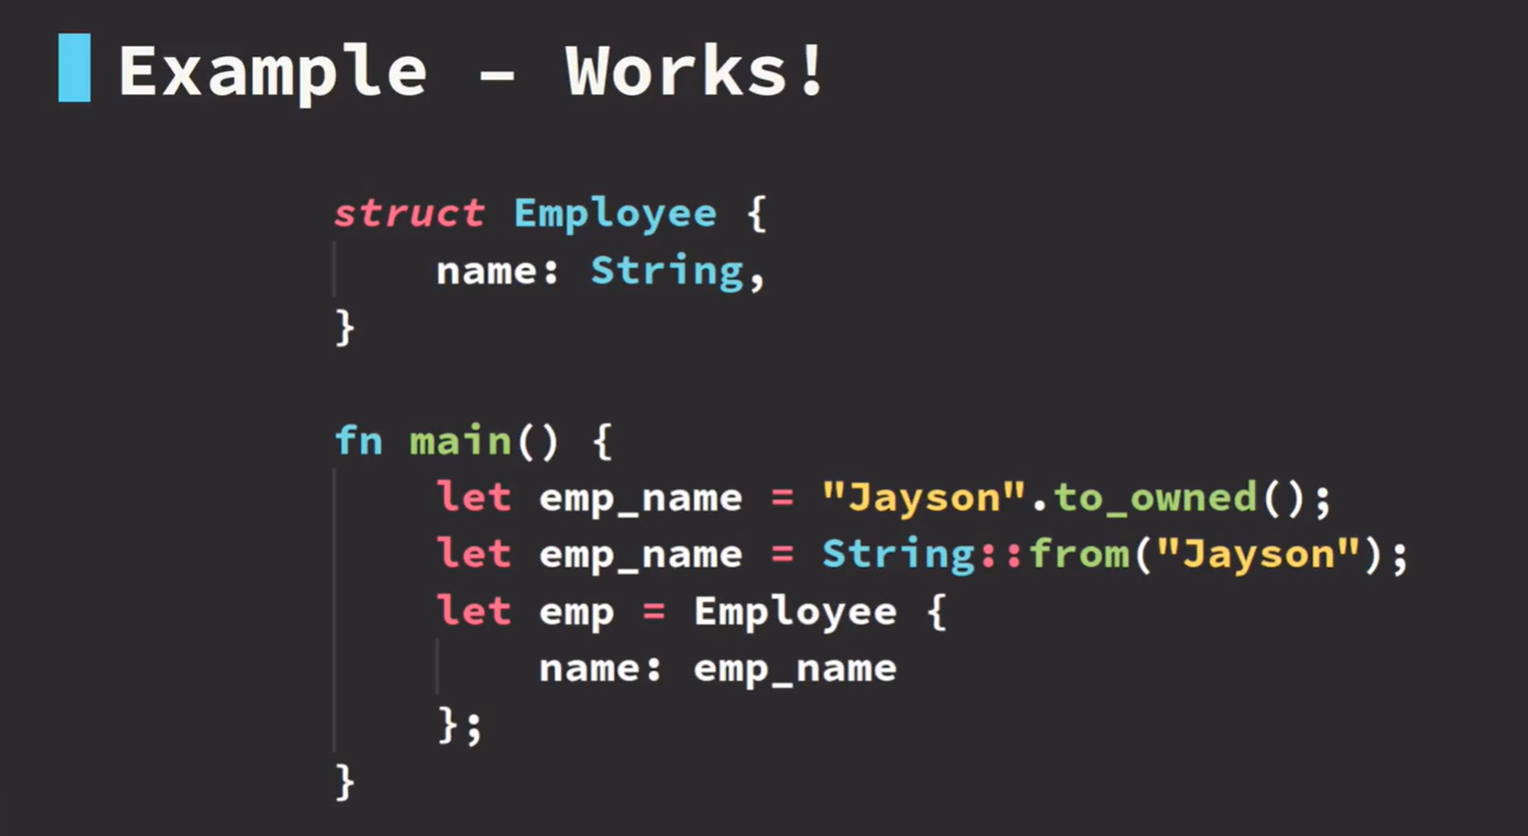 Example – Works!
struct Employee {
    name: String,
}
fn main() {
    let emp_name = "Jayson".to_owned();
    let emp_name = String::from("Jayson");
    let emp = Employee {
        name: emp_name
    };
}